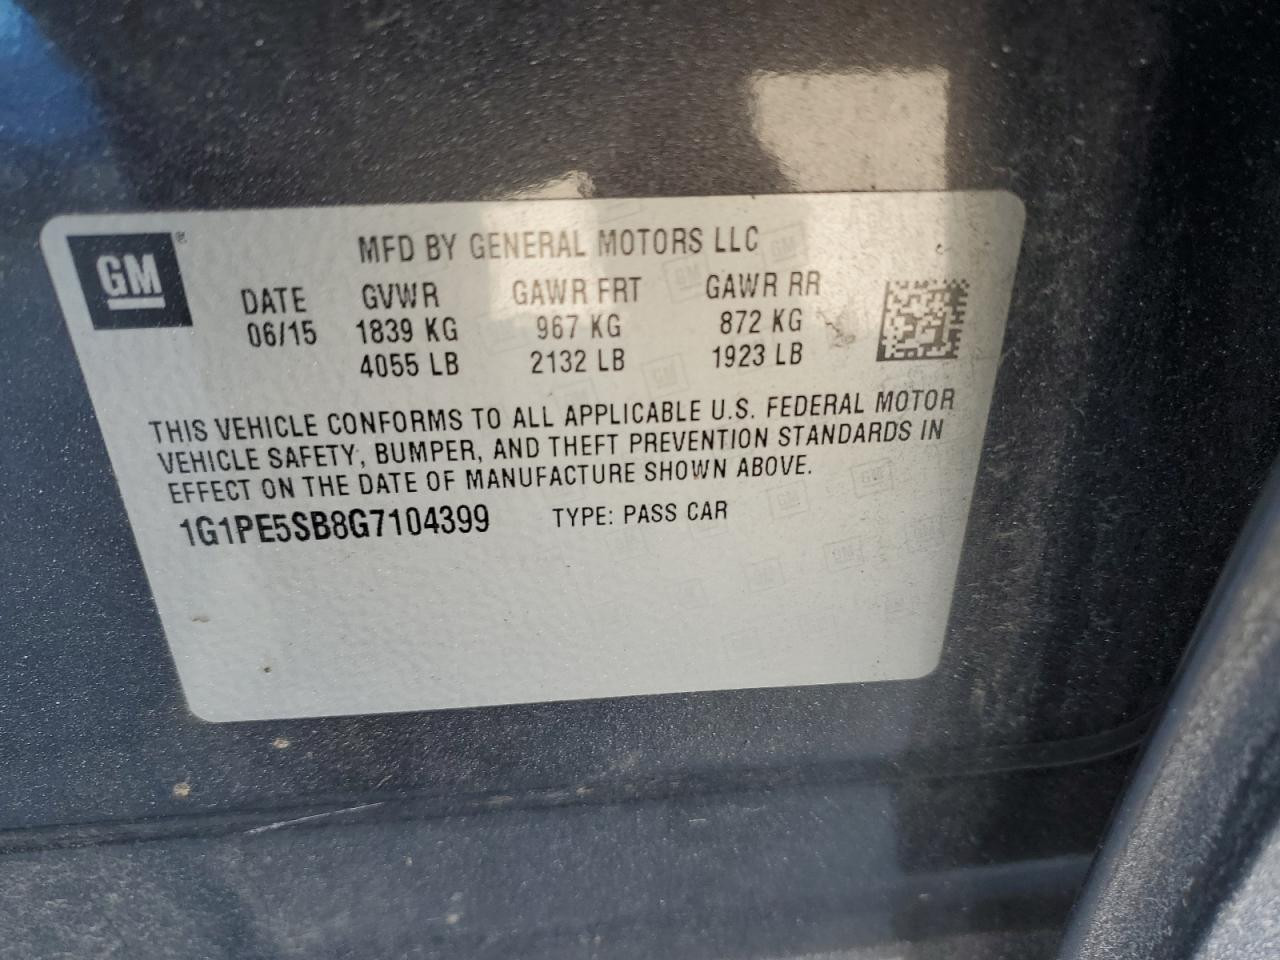 GM®
MFD BY GENERAL MOTORS LLC
DATE GVWR GAWR FRT GAWR RR
06/15 1839 KG 967 KG 872 KG
4055 LB 2132 LB 1923 LB
THIS VEHICLE CONFORMS TO ALL APPLICABLE U.S. FEDERAL MOTOR
VEHICLE SAFETY, BUMPER, AND THEFT PREVENTION STANDARDS IN
EFFECT ON THE DATE OF MANUFACTURE SHOWN ABOVE.
1G1PE5SB8G7104399 TYPE: PASS CAR